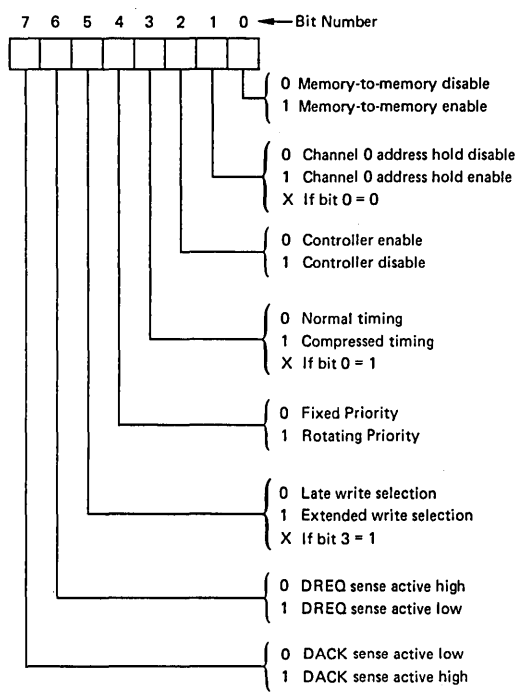 7 6 5 4 3 2 1 0 Bit Number
0 Memory-to-memory disable
1 Memory-to-memory enable
0 Channel 0 address hold disable
1 Channel 0 address hold enable
X If bit 0 = 0
0 Controller enable
1 Controller disable
0 Normal timing
1 Compressed timing
X If bit 0 = 1
0 Fixed Priority
1 Rotating Priority
0 Late write selection
1 Extended write selection
X If bit 3 = 1
0 DREQ sense active high
1 DREQ sense active low
0 DACK sense active low
1 DACK sense active high